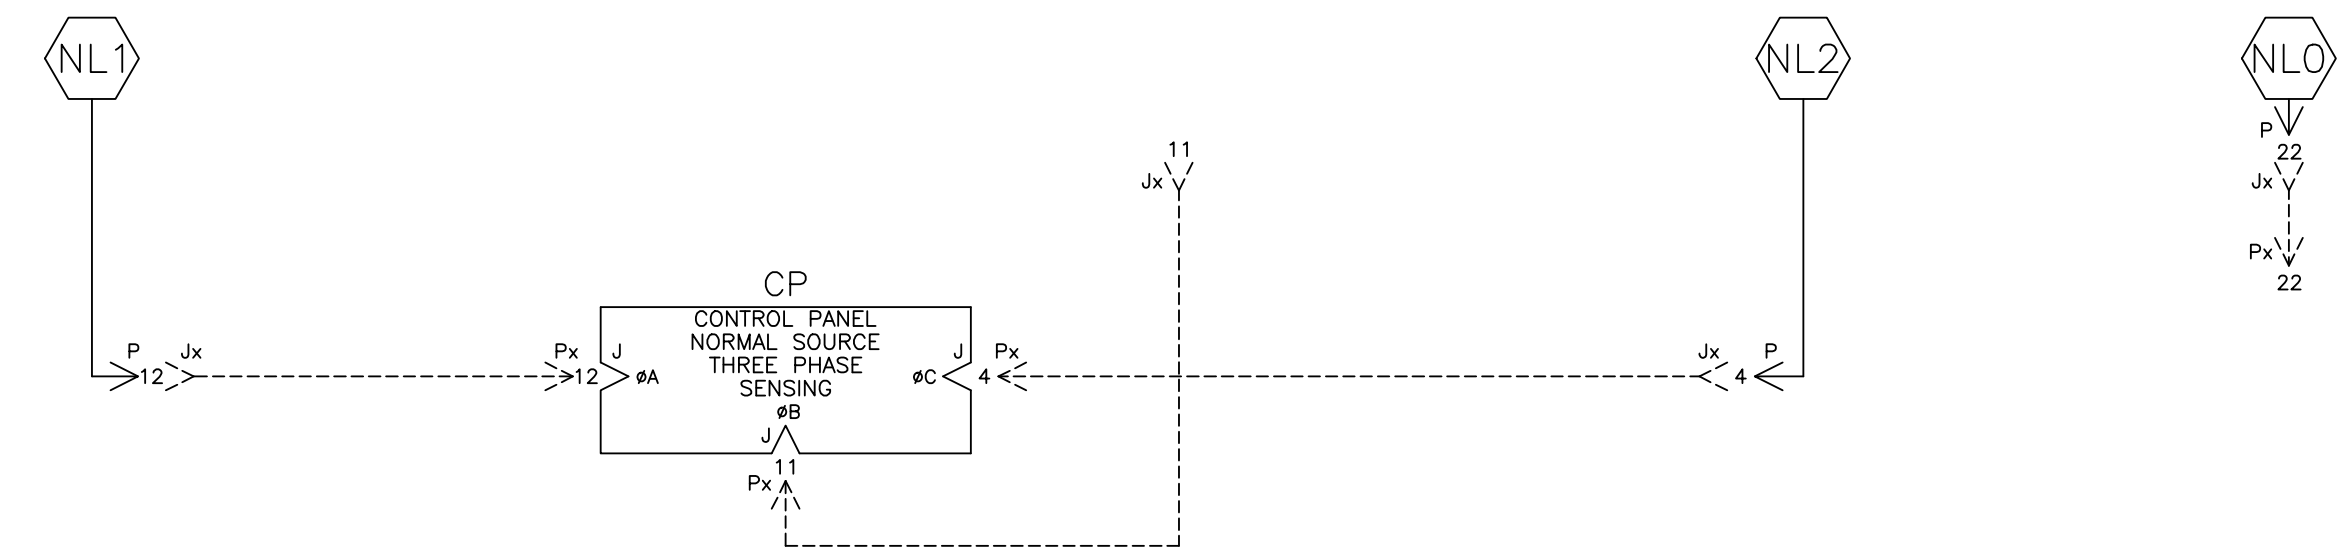 NL1
NL2
NL0
P
22
11
Jx
Jx
Px
22
CP
CONTROL PANEL
NORMAL SOURCE
THREE PHASE
SENSING
P
Jx
12
Px
J
12
øA
J
Px
øC
4
Jx
P
4
øB
J
11
Px